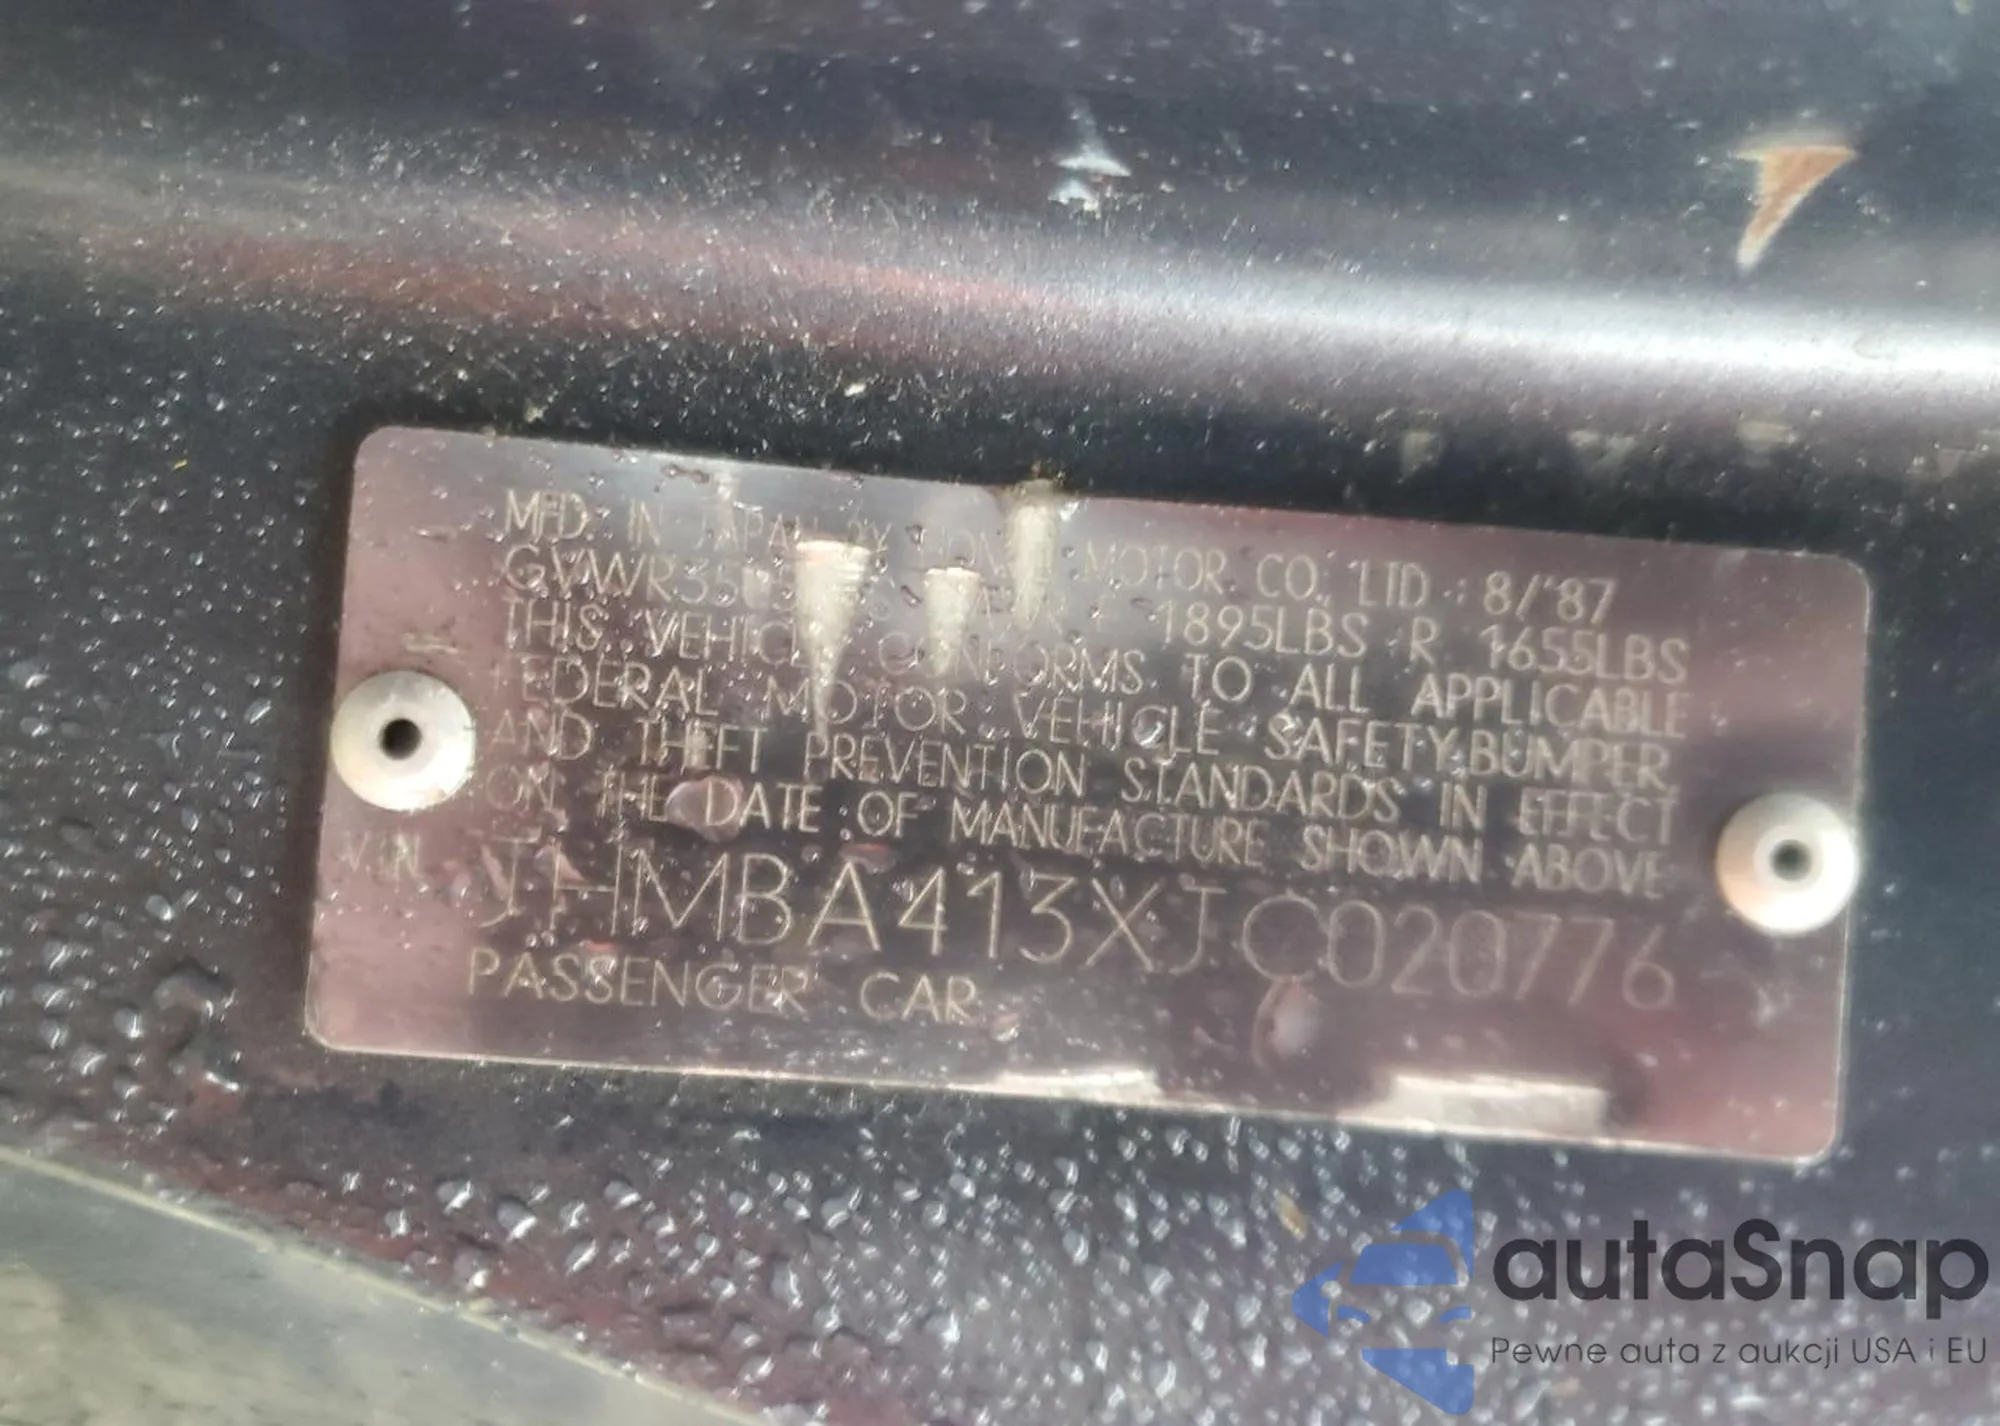 MFD IN JAPAN BY HONDA MOTOR CO., LTD 8/'87
GVWR 1895LBS R 1655LBS
THIS VEHICLE CONFORMS TO ALL APPLICABLE
FEDERAL MOTOR VEHICLE SAFETY, BUMPER,
AND THEFT PREVENTION STANDARDS IN EFFECT
ON THE DATE OF MANUFACTURE SHOWN ABOVE
V.I.N. JHMBA413XJC020776
PASSENGER CAR
autaSnap
Pewne auta z aukcji USA i EU